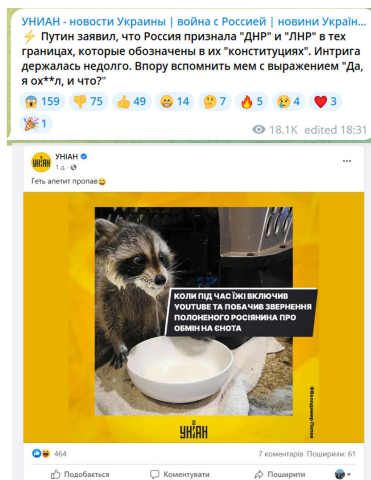 УНИАН - новости Украины | война с Россией | новини Україн...
⚡ Путин заявил, что Россия признала "ДНР" и "ЛНР" в тех
границах, которые обозначены в их "конституциях". Интрига
держалась недолго. Впору вспомнить мем с выражением "Да,
я ох**л, и что?"
159 75 49 14 7 5 4 3
1
18.1K edited 18:31
УНІАН
1 д.
Геть апетит пропав😂
КОЛИ ПІД ЧАС ЇЖІ ВКЛЮЧИВ
YOUTUBE ТА ПОБАЧИВ ЗВЕРНЕННЯ
ПОЛОНЕНОГО РОСІЯНИНА ПРО
ОБМІН НА ЄНОТА
УНІАН
464
7 коментарів Поширили: 61
Подобається Коментувати Поширити